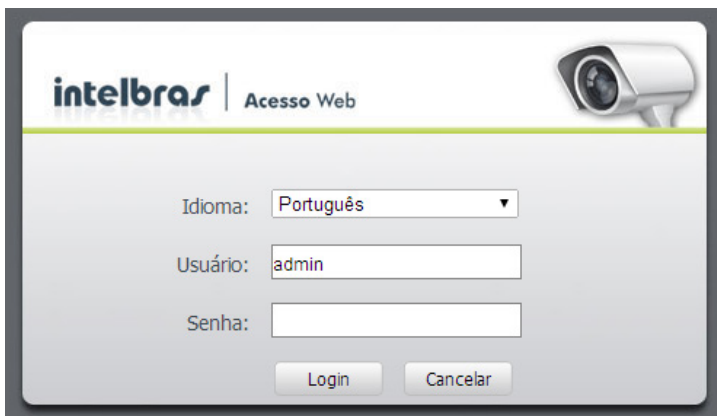 intelbras Acesso Web
Idioma: Português
Usuário: admin
Senha:
Login Cancelar